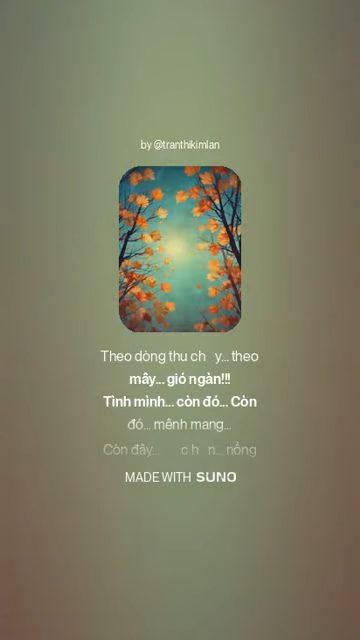 by @tranthikimlan
Theo dòng thu ch y... theo
mây... gió ngàn!!!
Tình mình... còn đó... Còn
đó... mênh mang...
Còn đây... nồng
MADE WITH SUNO